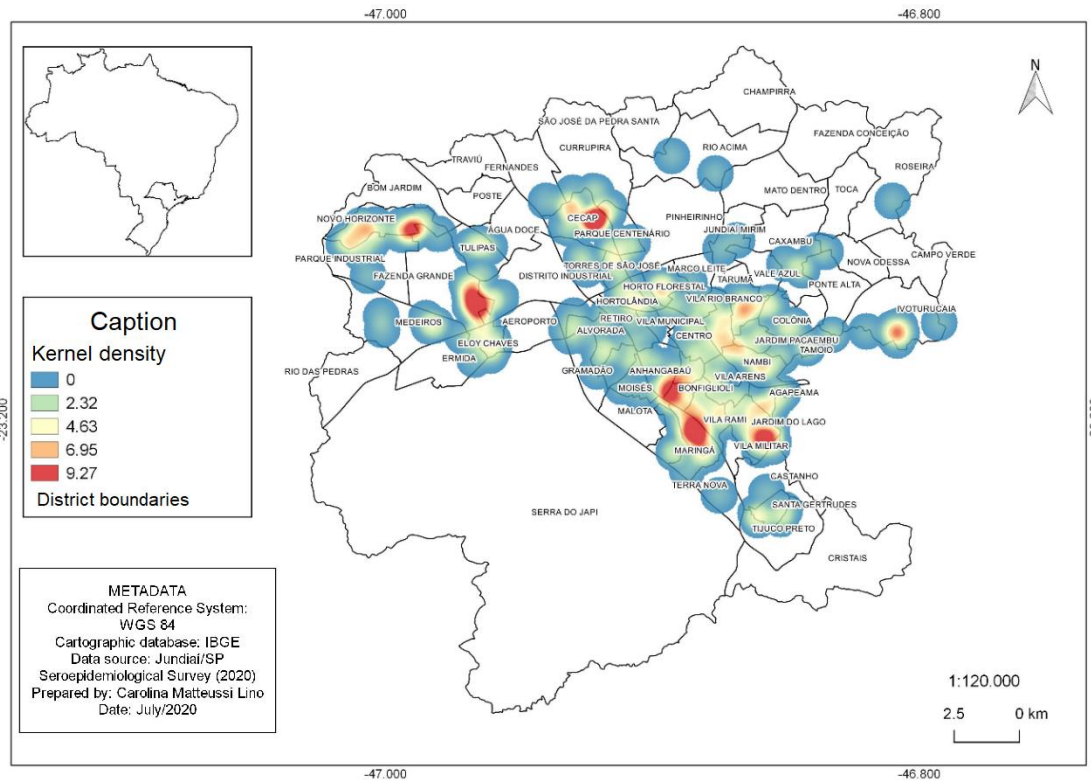 -47.000
-46.800
N
CHAMPIRRA
SÃO JOSÉ DA PEDRA SANTA
FAZENDA CONCEIÇÃO
CURRUPIRA
RIO ACIMA
TRAVIÚ
FERNANDES
ROSEIRA
BOM JARDIM
MATO DENTRO
TOCA
POSTE
NOVO HORIZONTE
CECAP
PINHEIRINHO
ÁGUA DOCE
PARQUE CENTENÁRIO
JUNDIAÍ MIRIM
TULIPAS
CAXAMBÚ
PARQUE INDUSTRIAL
CAMPO VERDE
NOVA ODESSA
TORRES DE SÃO JOSÉ
MARCO LEITE
VALE AZUL
FAZENDA GRANDE
DISTRITO INDUSTRIAL
TARUMÃ
PONTE ALTA
HORTO FLORESTAL
HORTOLÂNDIA
VILA RIO BRANCO
IVOTURUCAIA
MEDEIROS
AEROPORTO
RETIRO
VILA MUNICIPAL
COLÔNIA
ALVORADA
CENTRO
JARDIM PACAEMBU
ELOY CHAVES
TAMOIO
ERMIDA
NAMBI
RIO DAS PEDRAS
GRAMADÃO
ANHANGABAÚ
VILA ARENS
MOISÉS
BONFIGLIOLI
AGAPEAMA
MALOTA
VILA RAMI
JARDIM DO LAGO
MARINGÁ
VILA MILITAR
CASTANHO
TERRA NOVA
SANTA GERTRUDES
SERRA DO JAPI
TIJUCO PRETO
CRISTAIS
Caption
Kernel density
0
2.32
4.63
6.95
9.27
District boundaries
-23.200
METADATA
Coordinated Reference System:
WGS 84
Cartographic database: IBGE
Data source: Jundiaí/SP
Seroepidemiological Survey (2020)
Prepared by: Carolina Matteussi Lino
Date: July/2020
1:120.000
2.5 0 km
-47.000
-46.800